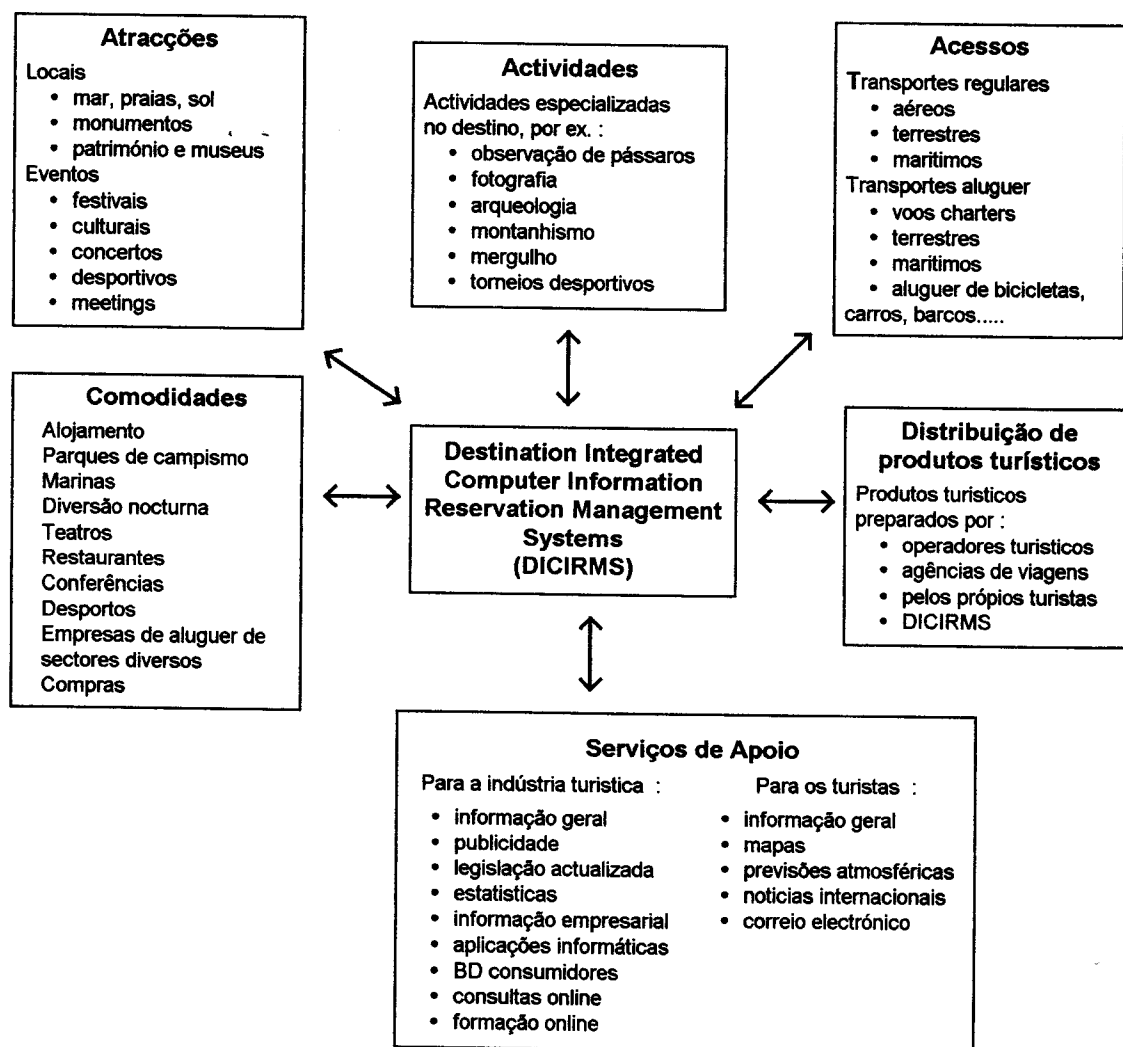 Atracções
Locais
• mar, praias, sol
• monumentos
• património e museus
Eventos
• festivais
• culturais
• concertos
• desportivos
• meetings
Actividades
Actividades especializadas
no destino, por ex. :
• observação de pássaros
• fotografia
• arqueologia
• montanhismo
• mergulho
• torneios desportivos
Acessos
Transportes regulares
• aéreos
• terrestres
• maritimos
Transportes aluguer
• voos charters
• terrestres
• maritimos
• aluguer de bicicletas,
carros, barcos.....
Comodidades
Alojamento
Parques de campismo
Marinas
Diversão nocturna
Teatros
Restaurantes
Conferências
Desportos
Empresas de aluguer de
sectores diversos
Compras
Destination Integrated
Computer Information
Reservation Management
Systems
(DICIRMS)
Distribuição de
produtos turísticos
Produtos turisticos
preparados por :
• operadores turisticos
• agências de viagens
• pelos própios turistas
• DICIRMS
Serviços de Apoio
Para a indústria turistica :
• informação geral
• publicidade
• legislação actualizada
• estatisticas
• informação empresarial
• aplicações informáticas
• BD consumidores
• consultas online
• formação online
Para os turistas :
• informação geral
• mapas
• previsões atmosféricas
• noticias internacionais
• correio electrónico